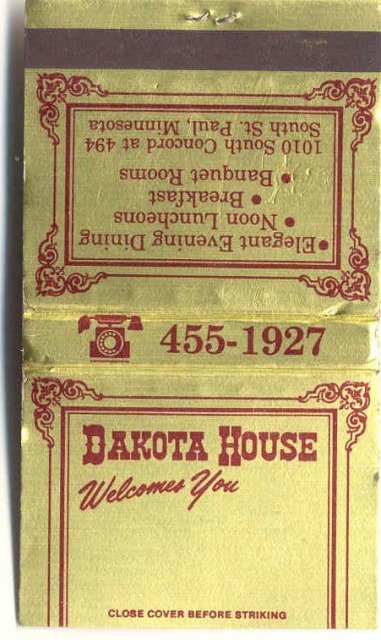 •Elegant Evening Dining
• Noon Luncheons
• Breakfast
• Banquet Rooms
1010 South Concord at 494
South St. Paul, Minnesota
455-1927
DAKOTA HOUSE
Welcomes You
CLOSE COVER BEFORE STRIKING